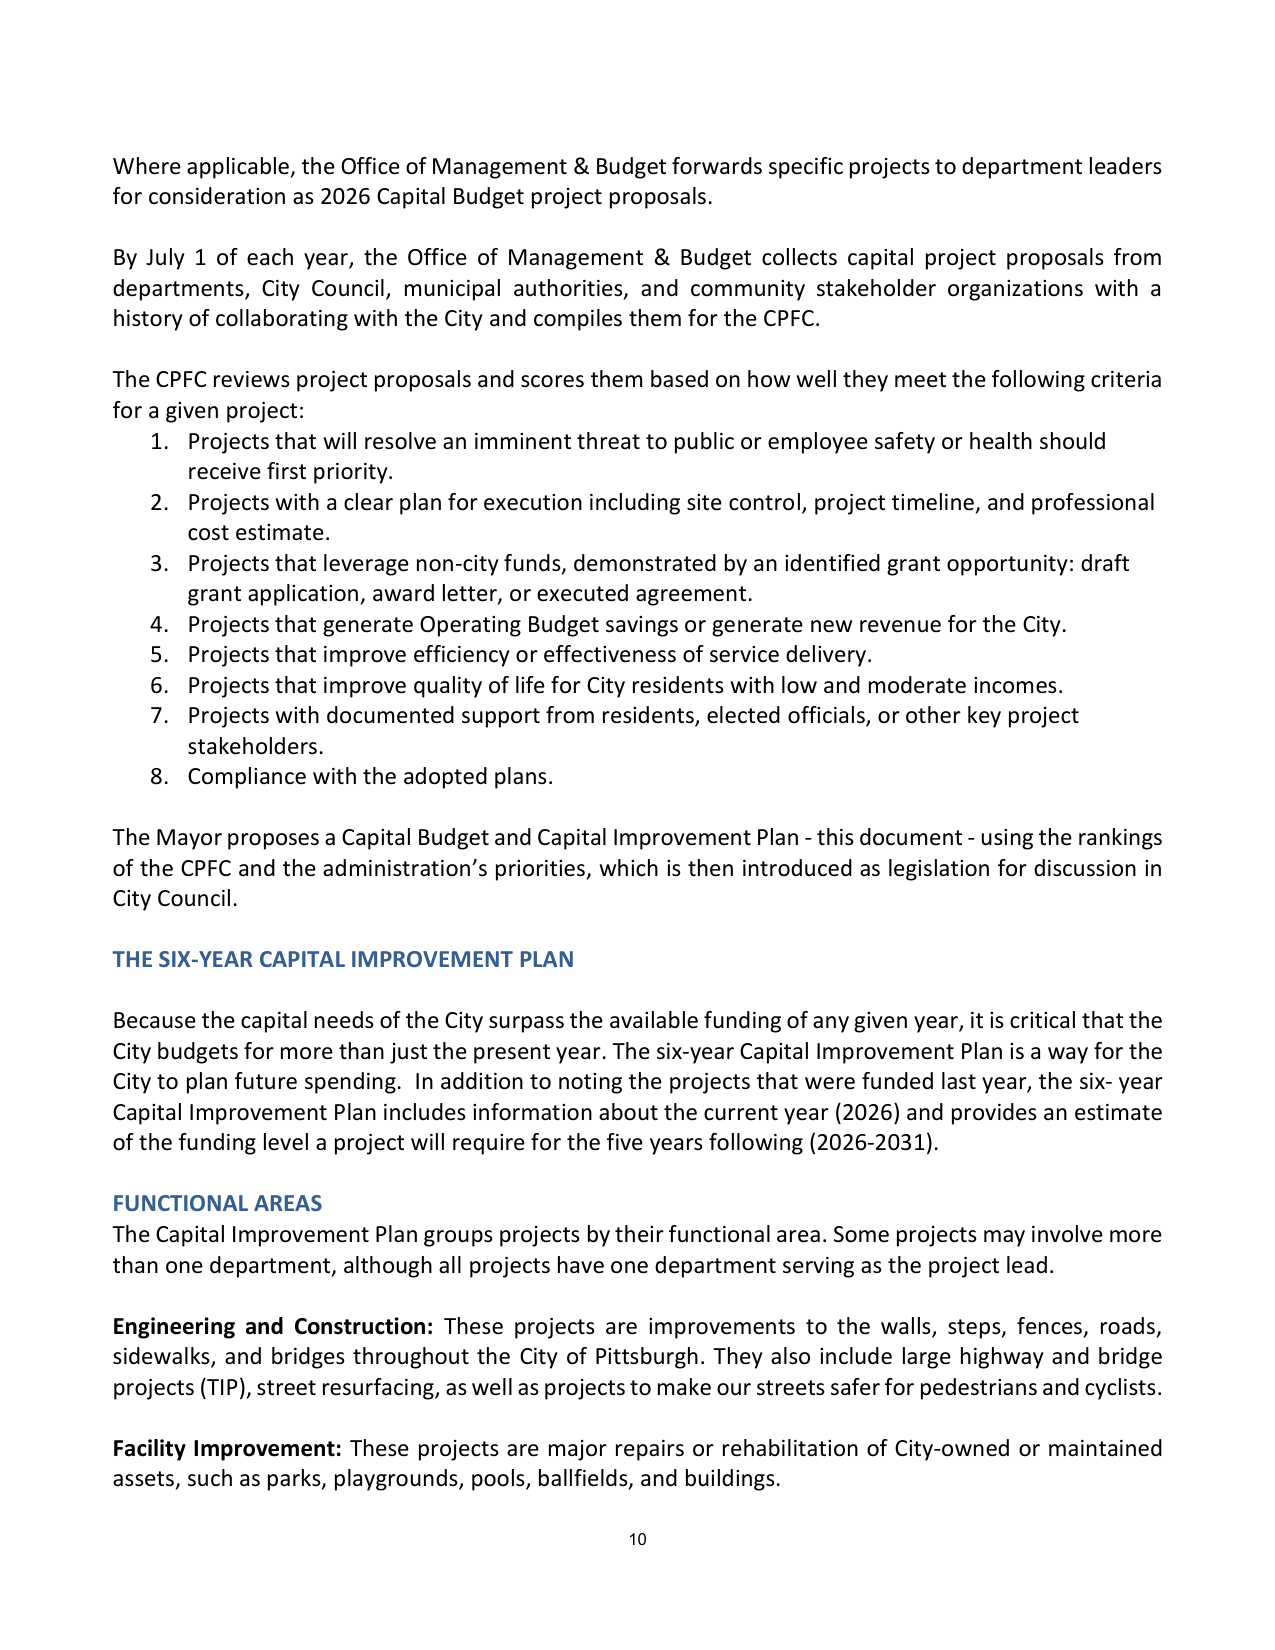 Where applicable, the Office of Management & Budget forwards specific projects to department leaders
for consideration as 2026 Capital Budget project proposals.
By July 1 of each year, the Office of Management & Budget collects capital project proposals from
departments, City Council, municipal authorities, and community stakeholder organizations with a
history of collaborating with the City and compiles them for the CPFC.
The CPFC reviews project proposals and scores them based on how well they meet the following criteria
for a given project:
1. Projects that will resolve an imminent threat to public or employee safety or health should
receive first priority.
2. Projects with a clear plan for execution including site control, project timeline, and professional
cost estimate.
3. Projects that leverage non-city funds, demonstrated by an identified grant opportunity: draft
grant application, award letter, or executed agreement.
4. Projects that generate Operating Budget savings or generate new revenue for the City.
5. Projects that improve efficiency or effectiveness of service delivery.
6. Projects that improve quality of life for City residents with low and moderate incomes.
7. Projects with documented support from residents, elected officials, or other key project
stakeholders.
8. Compliance with the adopted plans.
The Mayor proposes a Capital Budget and Capital Improvement Plan - this document - using the rankings
of the CPFC and the administration’s priorities, which is then introduced as legislation for discussion in
City Council.
THE SIX-YEAR CAPITAL IMPROVEMENT PLAN
Because the capital needs of the City surpass the available funding of any given year, it is critical that the
City budgets for more than just the present year. The six-year Capital Improvement Plan is a way for the
City to plan future spending.  In addition to noting the projects that were funded last year, the six- year
Capital Improvement Plan includes information about the current year (2026) and provides an estimate
of the funding level a project will require for the five years following (2026-2031).
FUNCTIONAL AREAS
The Capital Improvement Plan groups projects by their functional area. Some projects may involve more
than one department, although all projects have one department serving as the project lead.
Engineering and Construction: These projects are improvements to the walls, steps, fences, roads,
sidewalks, and bridges throughout the City of Pittsburgh. They also include large highway and bridge
projects (TIP), street resurfacing, as well as projects to make our streets safer for pedestrians and cyclists.
Facility Improvement: These projects are major repairs or rehabilitation of City-owned or maintained
assets, such as parks, playgrounds, pools, ballfields, and buildings.
10